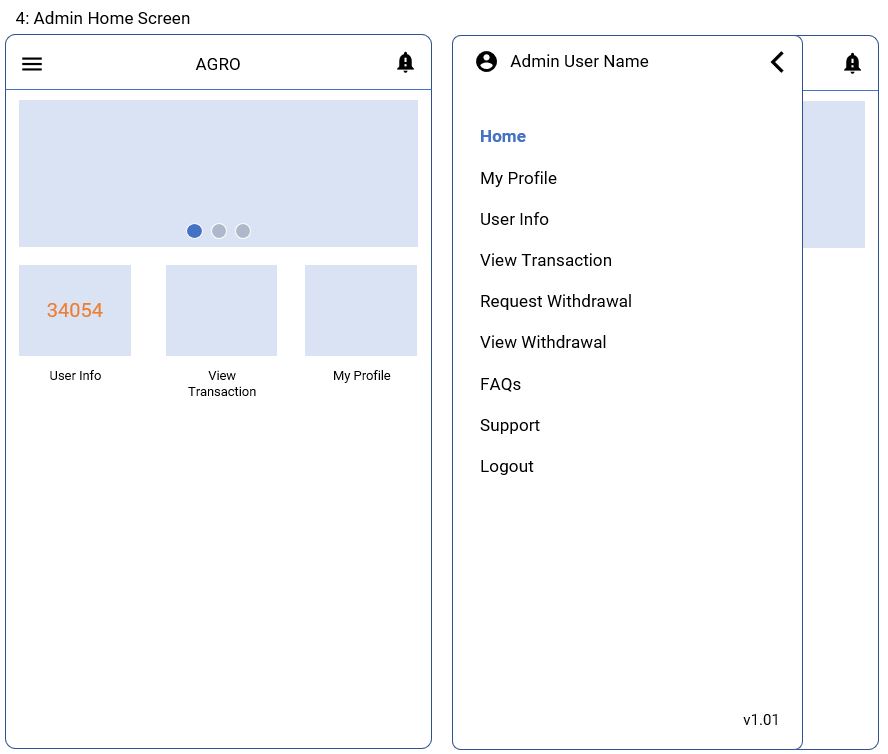 4: Admin Home Screen
AGRO
34054
User Info
View
Transaction
My Profile
Admin User Name
Home
My Profile
User Info
View Transaction
Request Withdrawal
View Withdrawal
FAQs
Support
Logout
v1.01